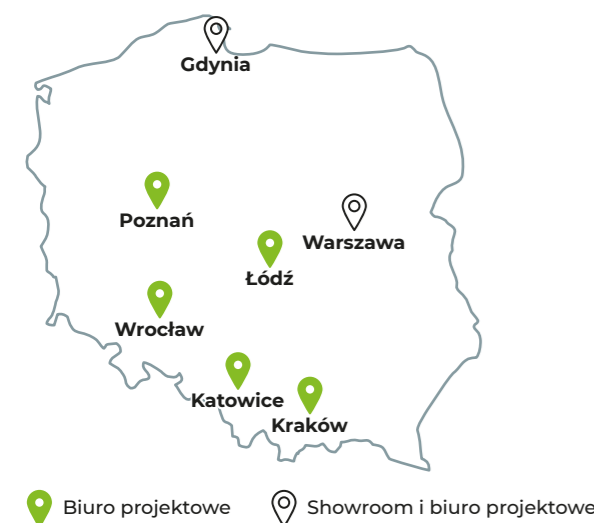 Gdynia
Poznań
Warszawa
Łódź
Wrocław
Katowice
Kraków
Biuro projektowe
Showroom i biuro projektowe